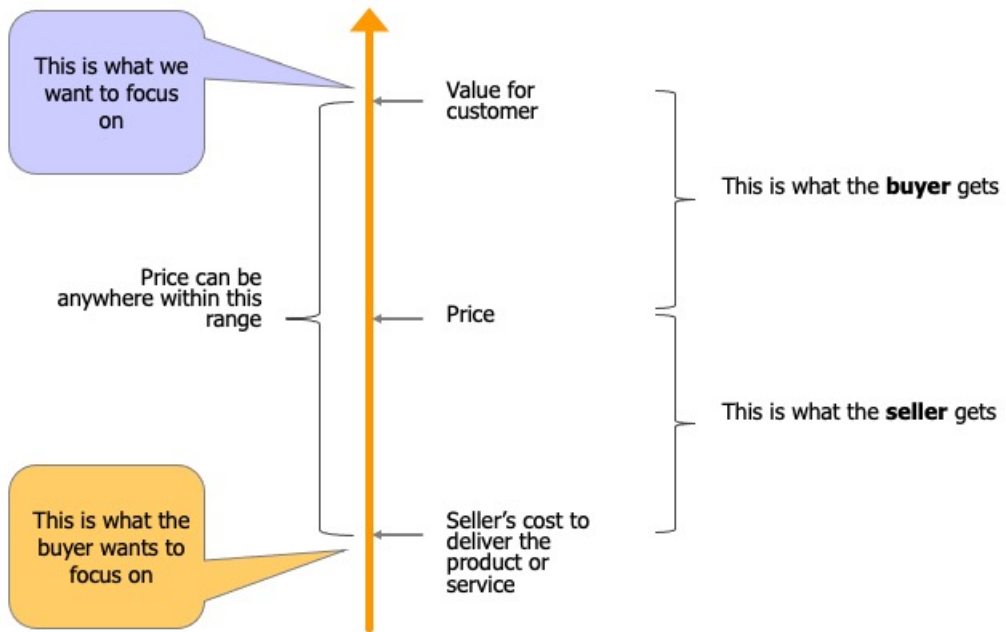 This is what we
want to focus
on
Value for
customer
This is what the buyer gets
Price can be
anywhere within this
range
Price
This is what the seller gets
This is what the
buyer wants to
focus on
Seller's cost to
deliver the
product or
service